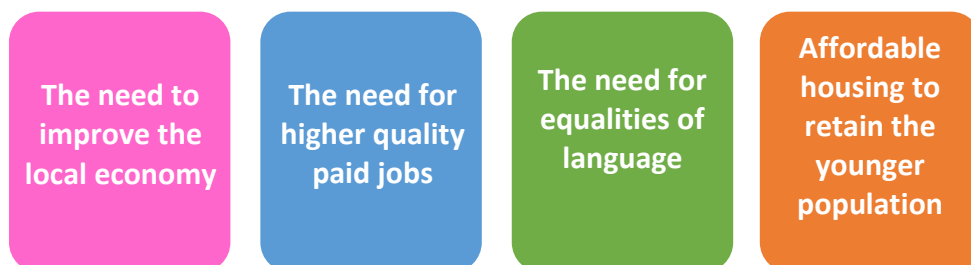 The need to
improve the
local economy
The need for
higher quality
paid jobs
The need for
equalities of
language
Affordable
housing to
retain the
younger
population